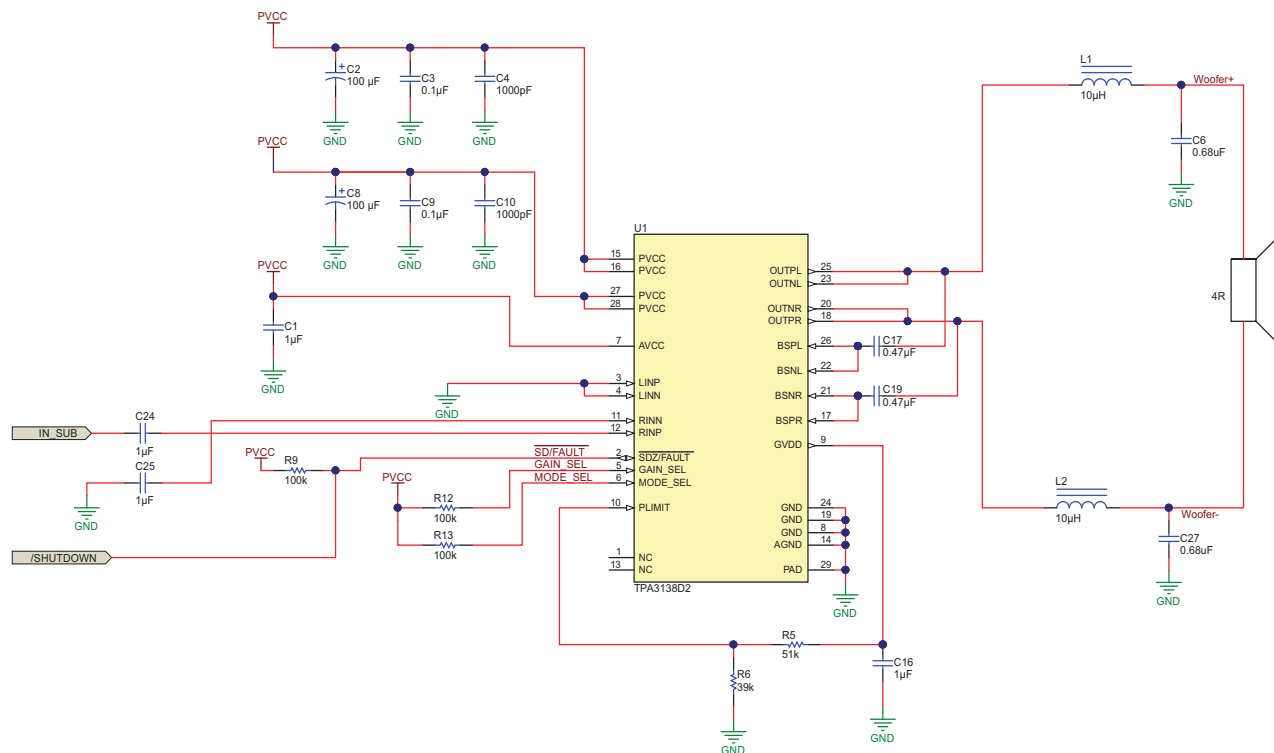 PVCC
C2
100 µF
C3
0.1µF
C4
1000pF
GND
GND
GND
PVCC
C8
100 µF
C9
0.1µF
C10
1000pF
GND
GND
GND
PVCC
C1
1µF
GND
GND
IN_SUB
C24
1µF
C25
1µF
GND
PVCC
R9
100k
/SHUTDOWN
SD/FAULT
GAIN_SEL
MODE_SEL
PVCC
R12
100k
R13
100k
U1
15 PVCC
16 PVCC
27 PVCC
28 PVCC
7 AVCC
3 LINP
4 LINN
11 RINN
12 RINP
2 SDZ/FAULT
5 GAIN_SEL
6 MODE_SEL
10 PLIMIT
1 NC
13 NC
OUTPL 25
OUTNL 23
OUTNR 20
OUTPR 18
BSPL 26
BSNL 22
BSNR 21
BSPR 17
GVDD 9
GND 24
GND 19
GND 8
AGND 14
PAD 29
TPA3138D2
GND
C17
0.47µF
C19
0.47µF
L1
10µH
Woofer+
C6
0.68uF
GND
4R
L2
10µH
Woofer-
C27
0.68uF
GND
R5
51k
R6
39k
GND
C16
1µF
GND